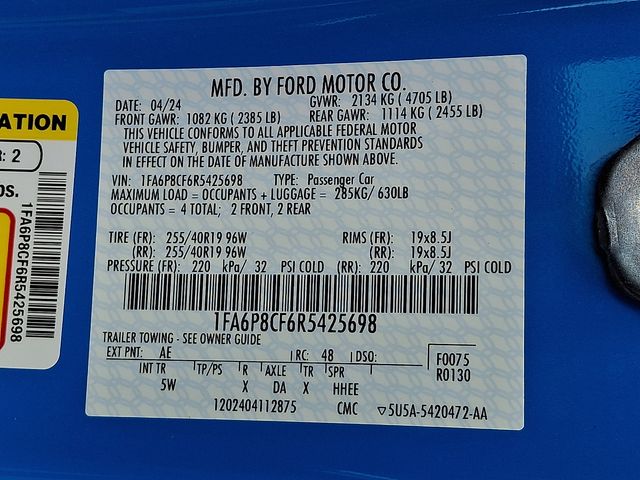 MFD. BY FORD MOTOR CO.
DATE: 04/24 GVWR: 2134 KG ( 4705 LB)
FRONT GAWR: 1082 KG ( 2385 LB) REAR GAWR: 1114 KG ( 2455 LB)
THIS VEHICLE CONFORMS TO ALL APPLICABLE FEDERAL MOTOR
VEHICLE SAFETY, BUMPER, AND THEFT PREVENTION STANDARDS
IN EFFECT ON THE DATE OF MANUFACTURE SHOWN ABOVE.
VIN: 1FA6P8CF6R5425698 TYPE: Passenger Car
MAXIMUM LOAD = OCCUPANTS + LUGGAGE = 285KG/ 630LB
OCCUPANTS = 4 TOTAL; 2 FRONT, 2 REAR
TIRE (FR): 255/40R19 96W RIMS (FR): 19x8.5J
(RR): 255/40R19 96W (RR): 19x8.5J
PRESSURE (FR): 220 kPa/ 32 PSI COLD (RR): 220 kPa/ 32 PSI COLD
1FA6P8CF6R5425698
TRAILER TOWING - SEE OWNER GUIDE
EXT PNT: AE RC: 48 DSO: F0075
INT TR TP/PS R AXLE TR SPR R0130
5W X DA X HHEE
1202404112875 CMC ▽5U5A-5420472-AA
ATION
R: 2
os.
1FA6P8CF6R5425698